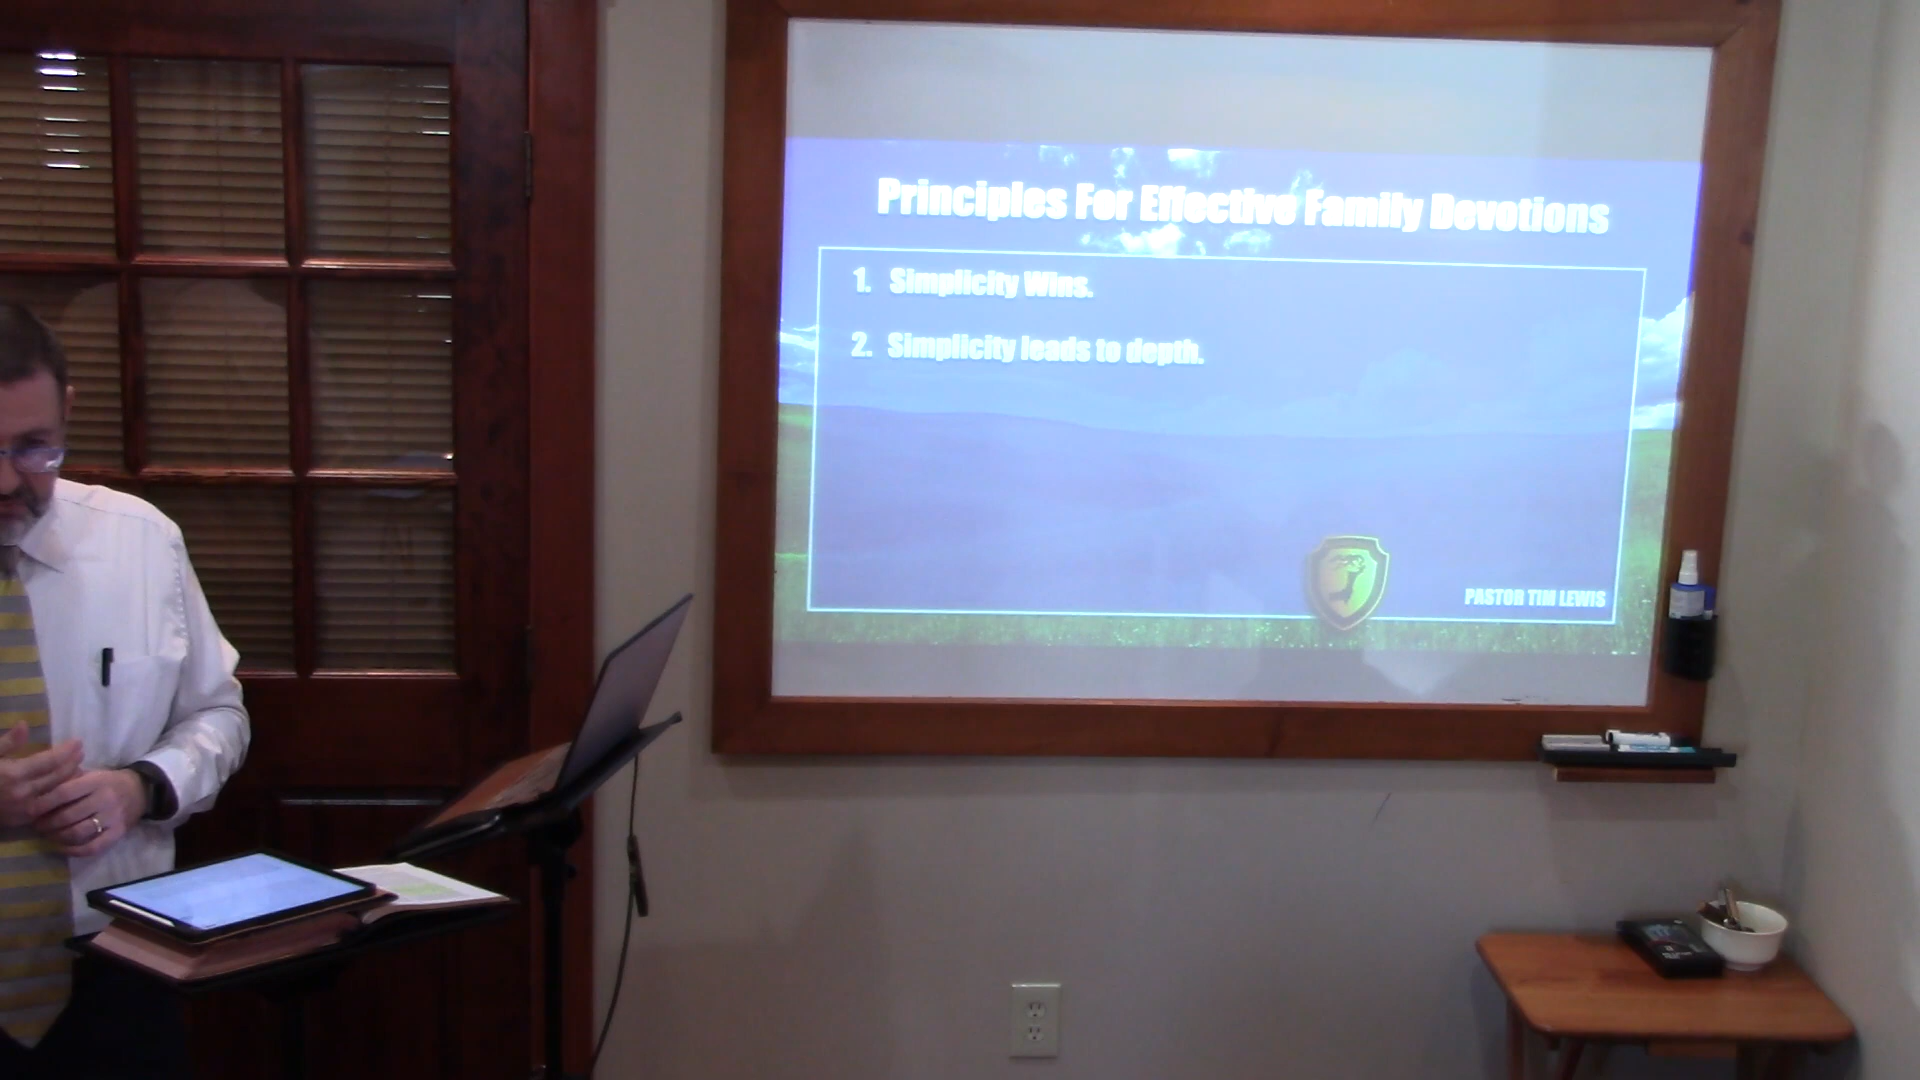 Principles For Effective Family Devotions
1. Simplicity Wins.
2. Simplicity leads to depth.
PASTOR TIM LEWIS